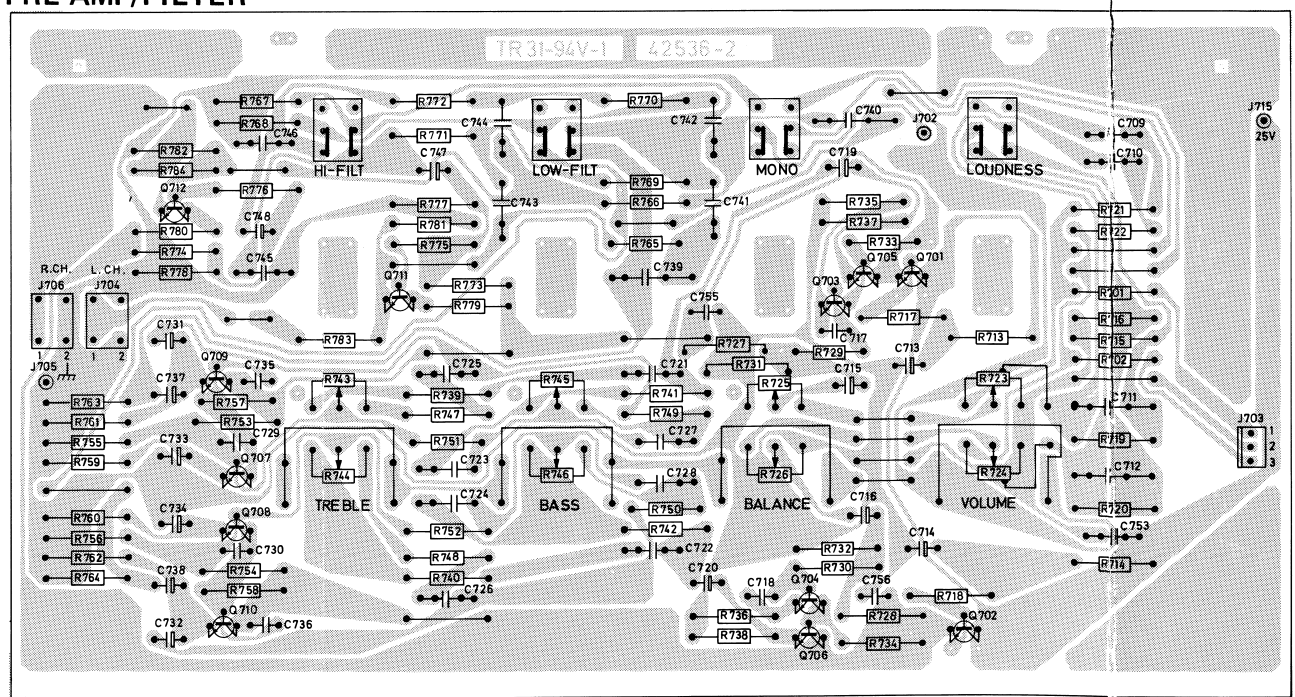 PRE AMP/FILTER
TR31-94V-1 42536-2
R767 R772 R770 C740 J715
R768 C746 C744 C742 J702 C709 25V
R782 R771 C747 C719 C710
R784 HI-FILT LOW-FILT MONO LOUDNESS
Q712 R776 R769
R777 C743 R766 C741 R735 R721
R780 C748 R781 R737 R722
R774 R775 R765 R733
R778 C745 Q711 C739 Q705 Q701
R.CH. L.CH. R773 Q703 R701
J706 J704 R779 C755 R717 R716
C731 R783 R727 C717 R713 R715
1 2 1 2 R729 C713 R702
J705 Q709 C735 C725 C721 R731
C737 R743 R739 R745 R741 R725 C715 R723
R763 R757 R747 R749 C711
R761 R753 J703
R755 C733 C729 R751 C727 R719 1
R759 Q707 C723 2
R744 R746 C728 R726 R724 C712 3
C724
TREBLE BASS BALANCE VOLUME
R760 C734 Q708 R750 C716 R720
R756 R752 R742 C753
R762 C730 R748 C722 R732 C714
R764 C738 R754 R740 C720 R730 R714
R758 C726 C718 Q704 C756 R718
C732 Q710 C736 R736 R728 Q702
R738 Q706 R734